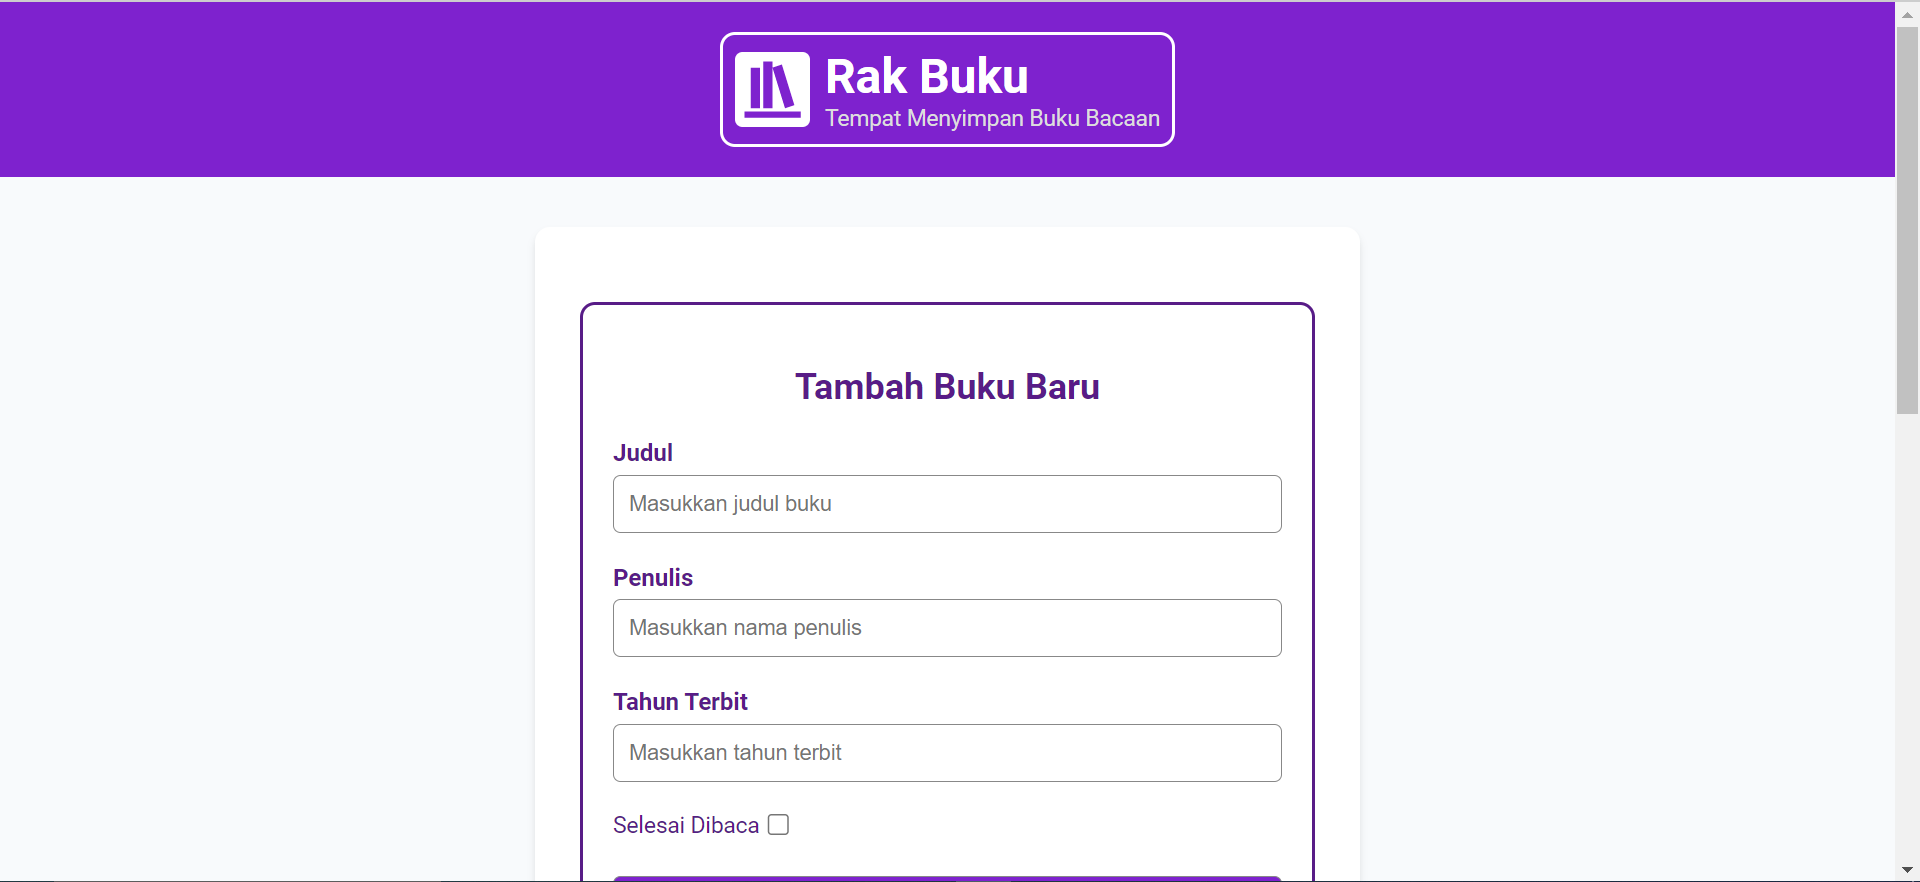 Rak Buku
Tempat Menyimpan Buku Bacaan
Tambah Buku Baru
Judul
Masukkan judul buku
Penulis
Masukkan nama penulis
Tahun Terbit
Masukkan tahun terbit
Selesai Dibaca